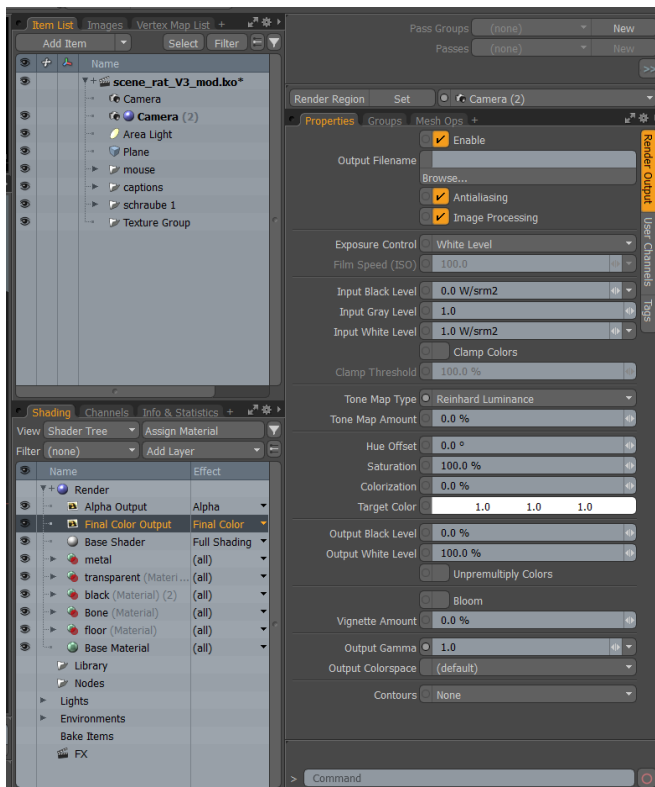 Item List Images Vertex Map List +
Add Item Select Filter
Name
scene_rat_V3_mod.lxo*
Camera
Camera (2)
Area Light
Plane
mouse
captions
schraube 1
Texture Group
Shading Channels Info & Statistics +
View Shader Tree Assign Material
Filter (none) Add Layer
Name Effect
Render
Alpha Output Alpha
Final Color Output Final Color
Base Shader Full Shading
metal (all)
transparent (Materi... (all)
black (Material) (2) (all)
Bone (Material) (all)
floor (Material) (all)
Base Material (all)
Library
Nodes
Lights
Environments
Bake Items
FX
Pass Groups (none) New
Passes (none) New
>>
Render Region Set Camera (2)
Properties Groups Mesh Ops +
Enable
Output Filename
Browse...
Antialiasing
Image Processing
Exposure Control White Level
Film Speed (ISO) 100.0
Input Black Level 0.0 W/srm2
Input Gray Level 1.0
Input White Level 1.0 W/srm2
Clamp Colors
Clamp Threshold 100.0 %
Tone Map Type Reinhard Luminance
Tone Map Amount 0.0 %
Hue Offset 0.0 °
Saturation 100.0 %
Colorization 0.0 %
Target Color 1.0 1.0 1.0
Output Black Level 0.0 %
Output White Level 100.0 %
Unpremultiply Colors
Bloom
Vignette Amount 0.0 %
Output Gamma 1.0
Output Colorspace (default)
Contours None
> Command
Render Output
User Channels
Tags